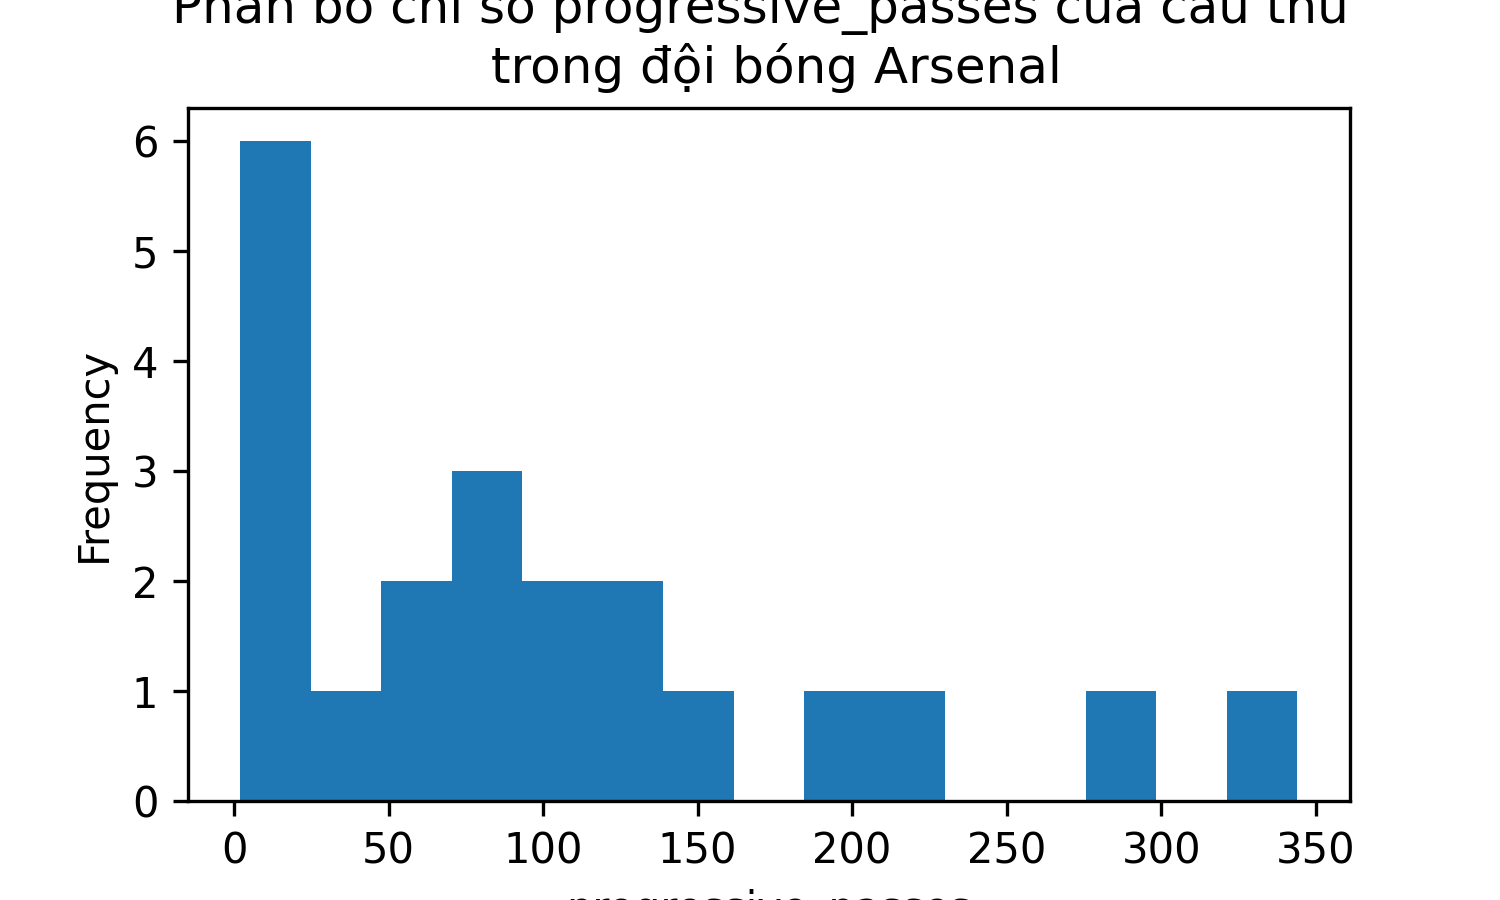 Phân bố chỉ số progressive_passes của cầu thủ
trong đội bóng Arsenal
6
5
4
3
2
1
0
Frequency
0 50 100 150 200 250 300 350
progressive_passes